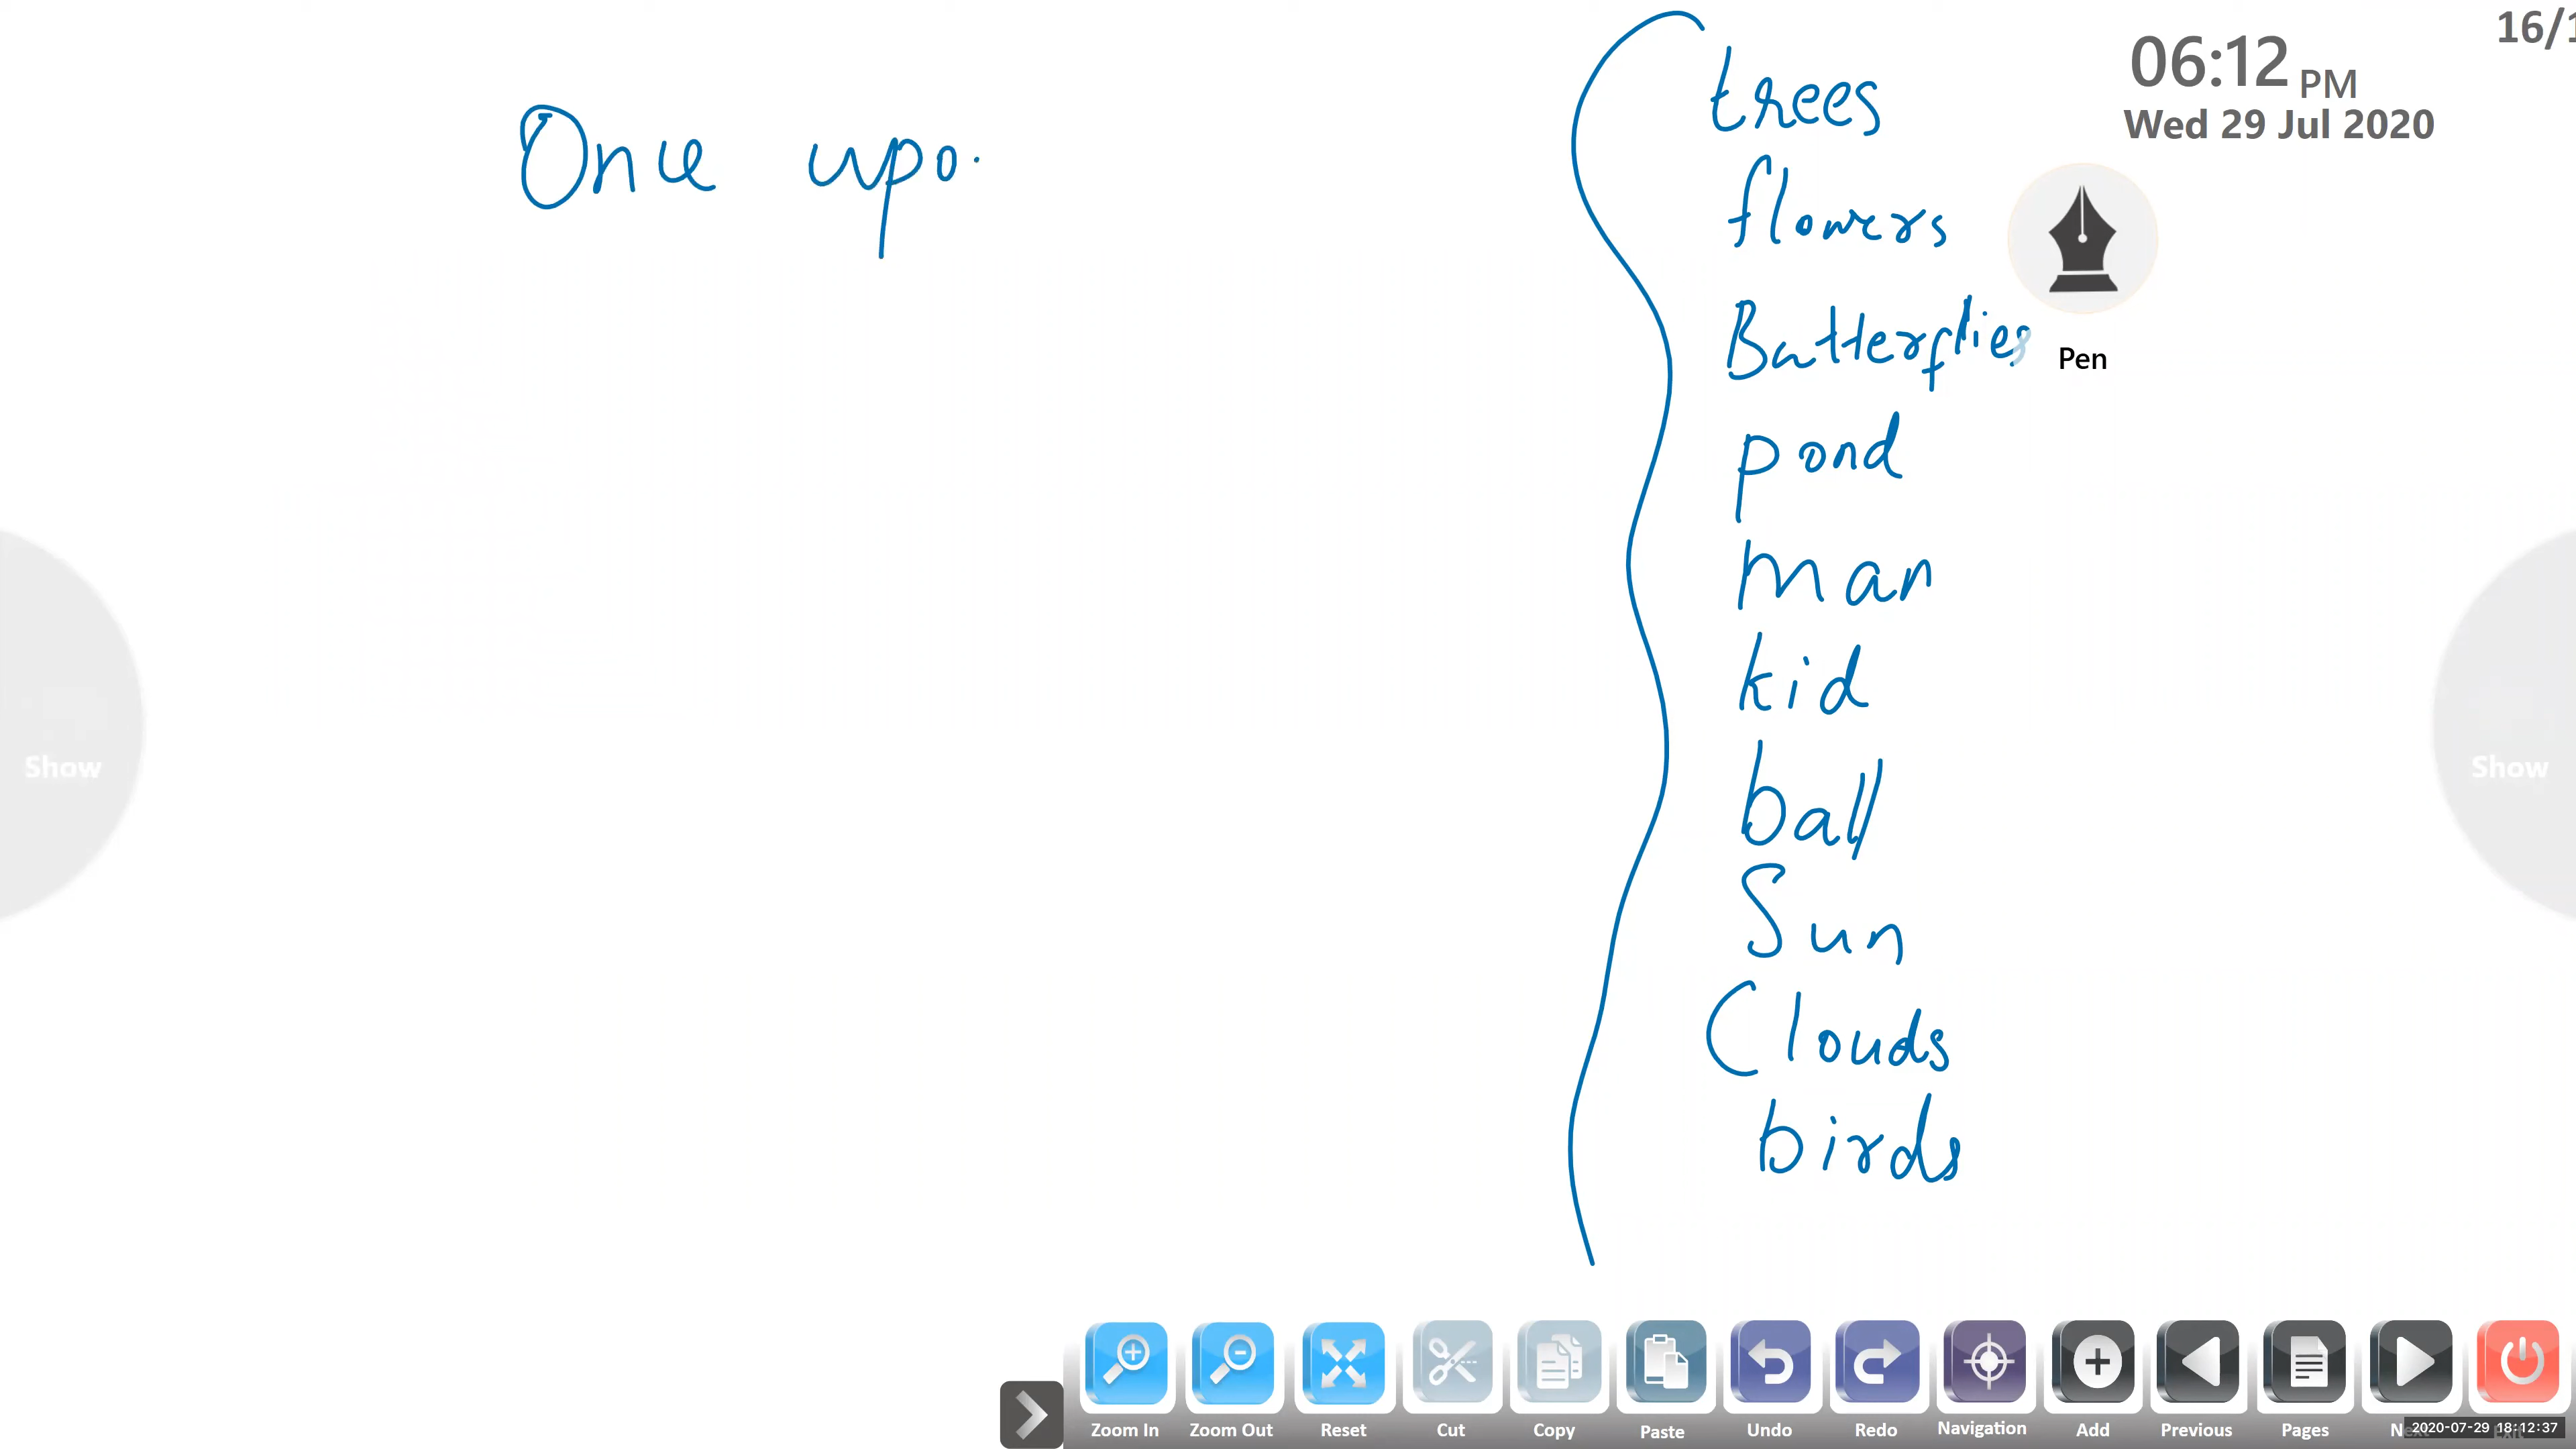 16/1
06:12 PM
Wed 29 Jul 2020
Once upo
trees
flowers
Butterflies
Pen
pond
man
kid
ball
Sun
Clouds
birds
Show
Show
Zoom In Zoom Out Reset Cut Copy Paste Undo Redo Navigation Add Previous Pages
2020-07-29 18:12:37